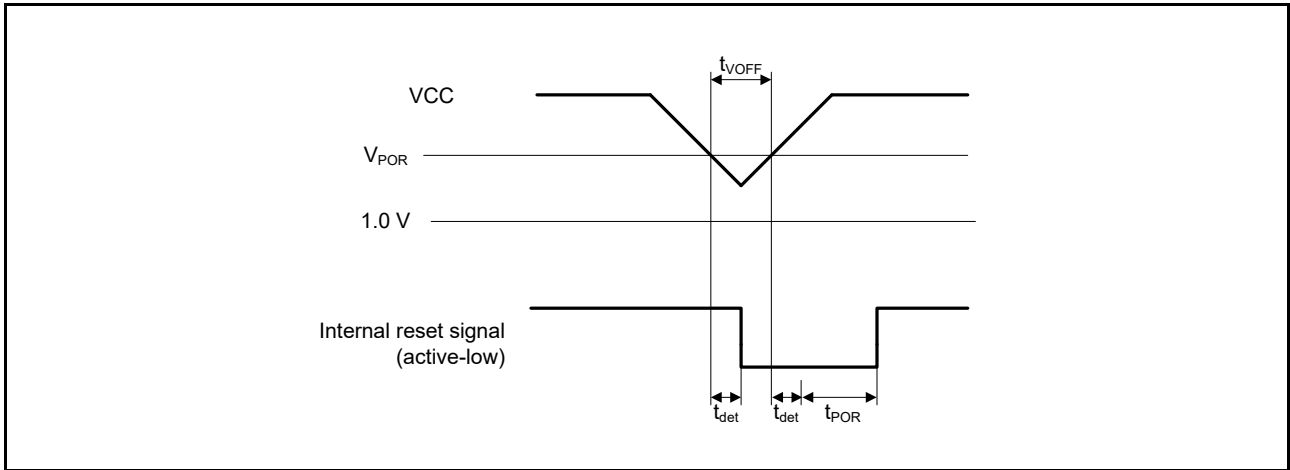 tVOFF
VCC
VPOR
1.0 V
Internal reset signal
(active-low)
tdet tdet tPOR